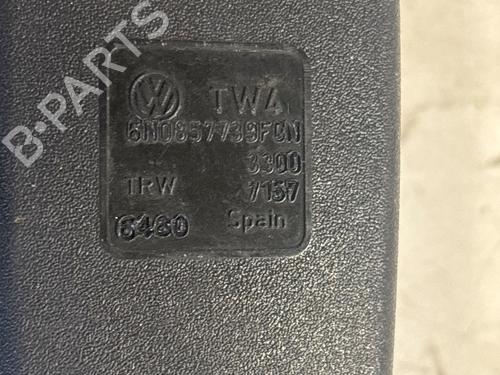 B-PARTS
VW TW4
6N0857739FCN
3300
TRW 7157
6480 Spain